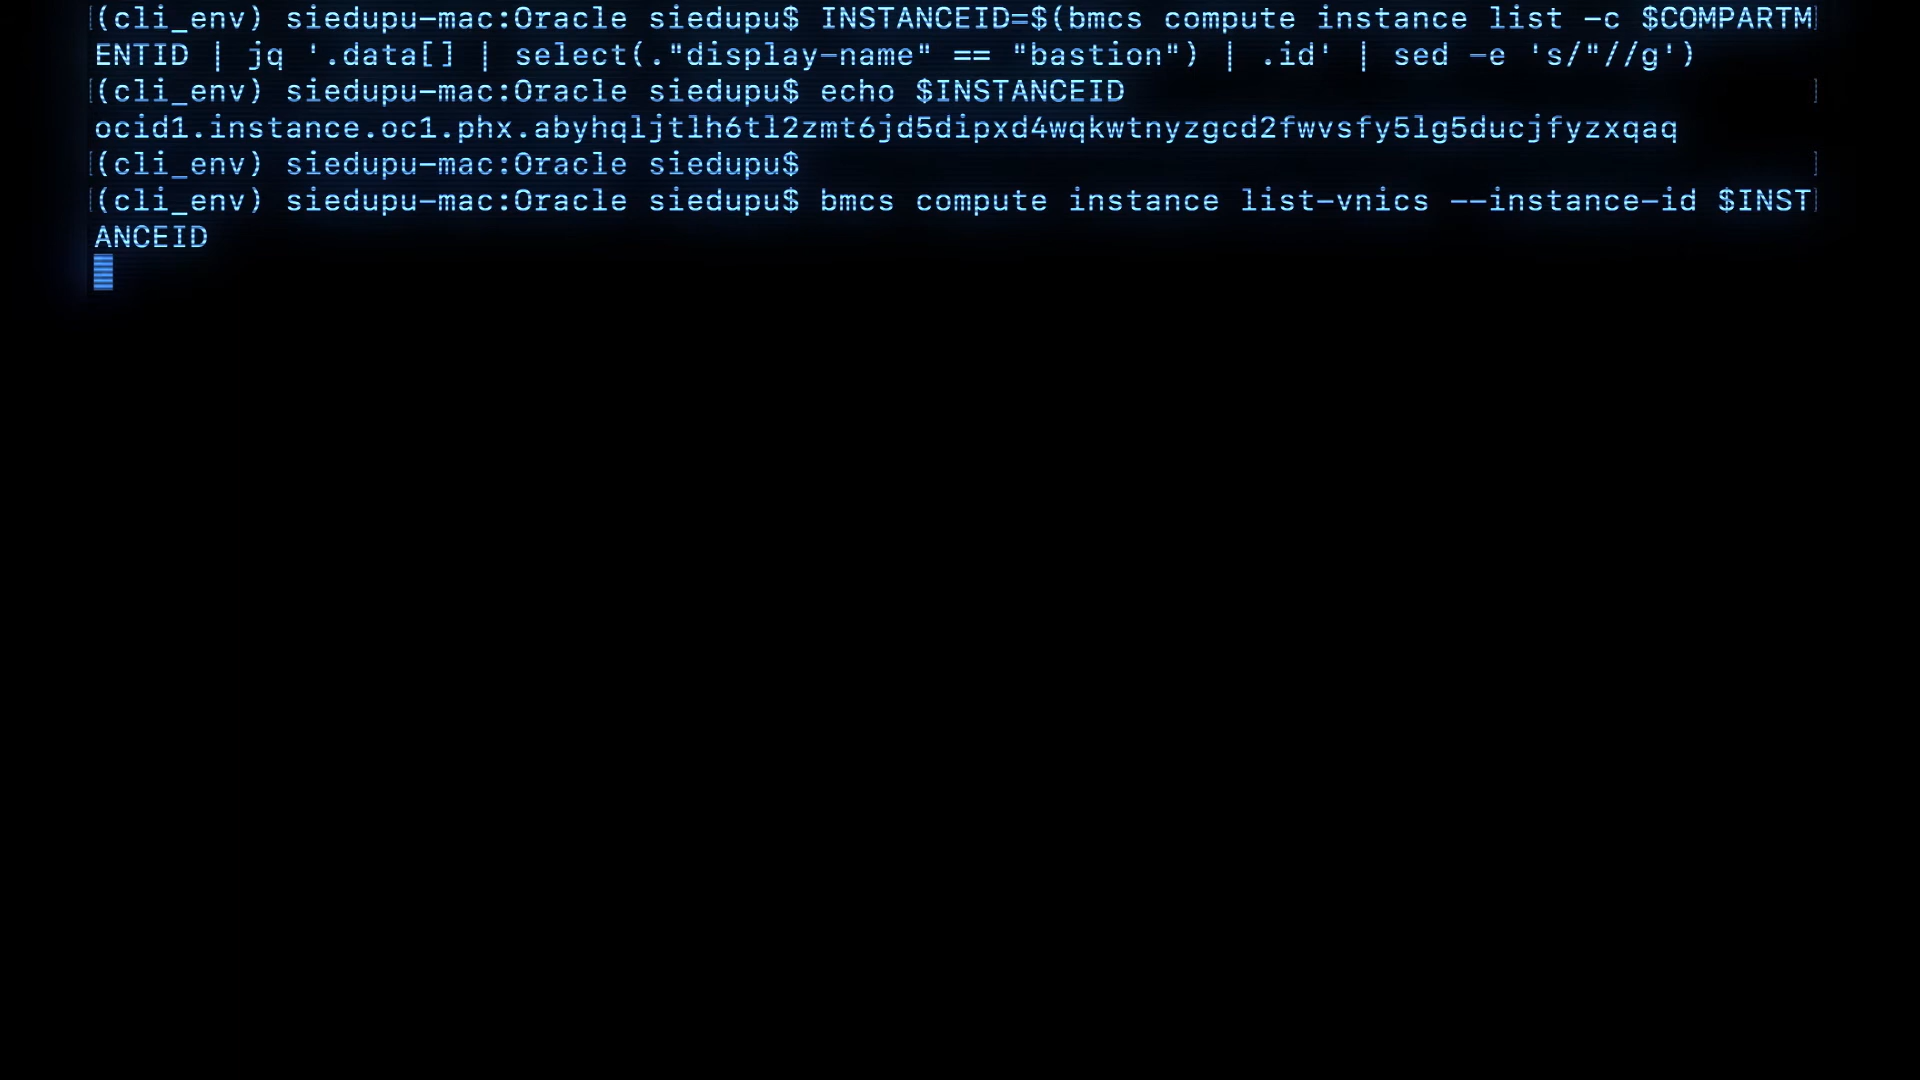 (cli_env) siedupu-mac:Oracle siedupu$ INSTANCEID=$(bmcs compute instance list -c $COMPARTM
ENTID | jq '.data[] | select(."display-name" == "bastion") | .id' | sed -e 's/"//g')
(cli_env) siedupu-mac:Oracle siedupu$ echo $INSTANCEID
ocid1.instance.oc1.phx.abyhqljtlh6tl2zmt6jd5dipxd4wqkwtnyzgcd2fwvsfy5lg5ducjfyzxqaq
(cli_env) siedupu-mac:Oracle siedupu$
(cli_env) siedupu-mac:Oracle siedupu$ bmcs compute instance list-vnics --instance-id $INST
ANCEID